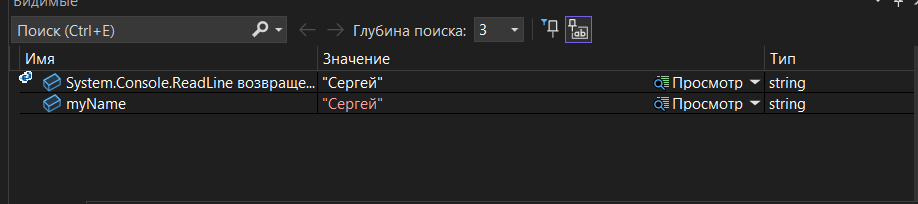 Видимые
Поиск (Ctrl+E) Глубина поиска: 3
Имя Значение Тип
System.Console.ReadLine возвраще... "Сергей" Просмотр string
myName "Сергей" Просмотр string